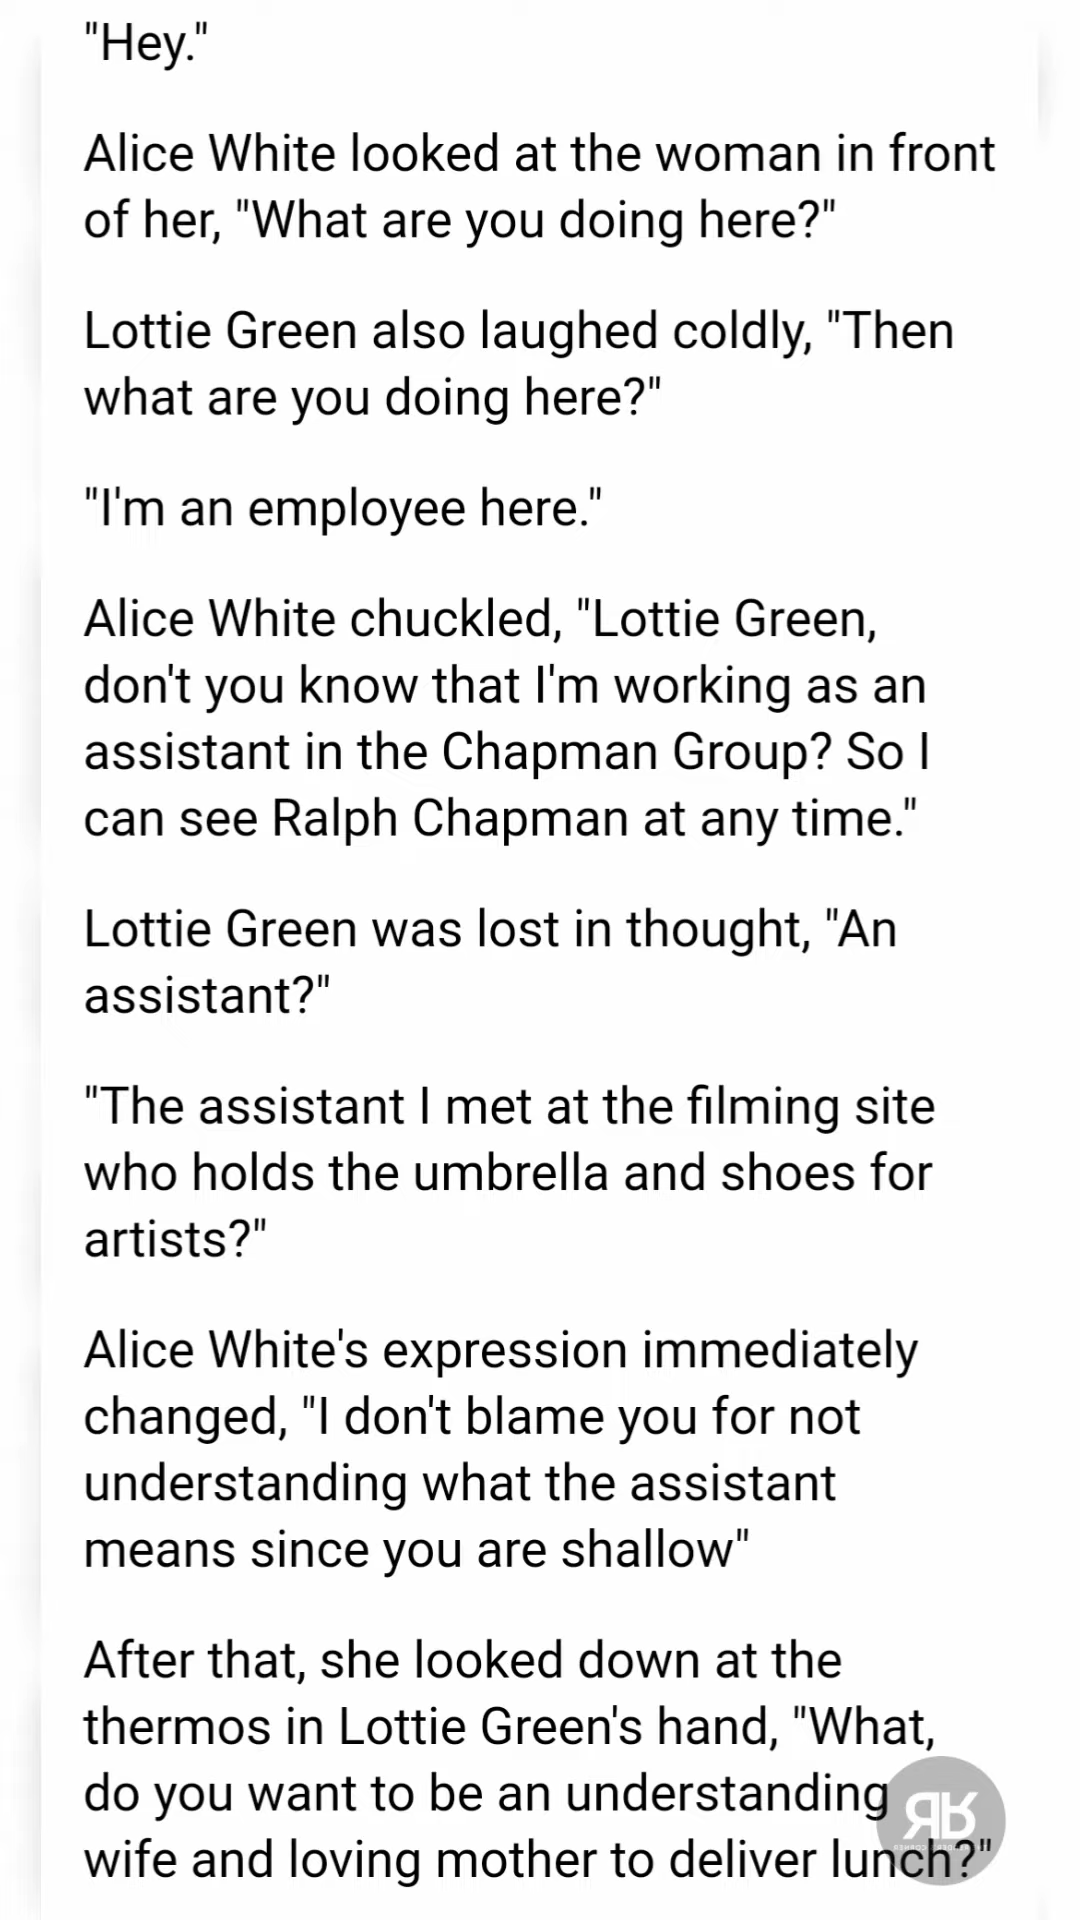 "Hey."
Alice White looked at the woman in front
of her, "What are you doing here?"
Lottie Green also laughed coldly, "Then
what are you doing here?"
"I'm an employee here."
Alice White chuckled, "Lottie Green,
don't you know that I'm working as an
assistant in the Chapman Group? So I
can see Ralph Chapman at any time."
Lottie Green was lost in thought, "An
assistant?"
"The assistant I met at the filming site
who holds the umbrella and shoes for
artists?"
Alice White's expression immediately
changed, "I don't blame you for not
understanding what the assistant
means since you are shallow"
After that, she looked down at the
thermos in Lottie Green's hand, "What,
do you want to be an understanding
wife and loving mother to deliver lunch?"